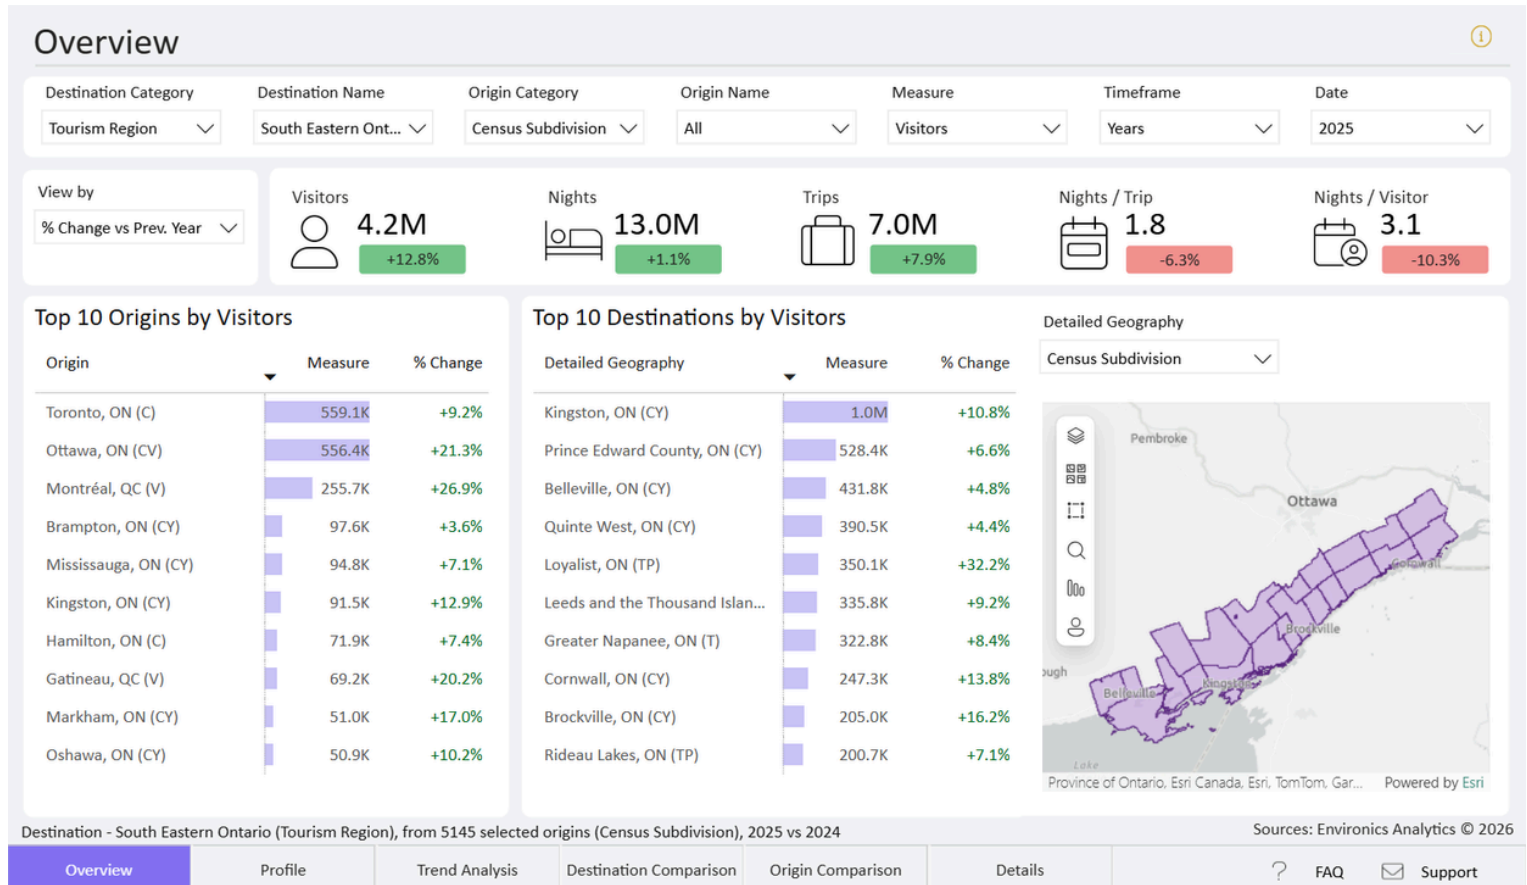 Overview
Destination Category Destination Name Origin Category Origin Name Measure Timeframe Date
Tourism Region South Eastern Ont... Census Subdivision All Visitors Years 2025
View by
% Change vs Prev. Year
Visitors Nights Trips Nights / Trip Nights / Visitor
4.2M 13.0M 7.0M 1.8 3.1
+12.8% +1.1% +7.9% -6.3% -10.3%
Top 10 Origins by Visitors
Origin Measure % Change
Toronto, ON (C) 559.1K +9.2%
Ottawa, ON (CV) 556.4K +21.3%
Montréal, QC (V) 255.7K +26.9%
Brampton, ON (CY) 97.6K +3.6%
Mississauga, ON (CY) 94.8K +7.1%
Kingston, ON (CY) 91.5K +12.9%
Hamilton, ON (C) 71.9K +7.4%
Gatineau, QC (V) 69.2K +20.2%
Markham, ON (CY) 51.0K +17.0%
Oshawa, ON (CY) 50.9K +10.2%
Top 10 Destinations by Visitors
Detailed Geography Measure % Change
Kingston, ON (CY) 1.0M +10.8%
Prince Edward County, ON (CY) 528.4K +6.6%
Belleville, ON (CY) 431.8K +4.8%
Quinte West, ON (CY) 390.5K +4.4%
Loyalist, ON (TP) 350.1K +32.2%
Leeds and the Thousand Islan... 335.8K +9.2%
Greater Napanee, ON (T) 322.8K +8.4%
Cornwall, ON (CY) 247.3K +13.8%
Brockville, ON (CY) 205.0K +16.2%
Rideau Lakes, ON (TP) 200.7K +7.1%
Detailed Geography
Census Subdivision
Pembroke
Ottawa
Cornwall
Brockville
ough
Kingston
Belleville
Lake
Province of Ontario, Esri Canada, Esri, TomTom, Gar... Powered by Esri
Destination - South Eastern Ontario (Tourism Region), from 5145 selected origins (Census Subdivision), 2025 vs 2024
Sources: Environics Analytics © 2026
Overview Profile Trend Analysis Destination Comparison Origin Comparison Details ? FAQ Support